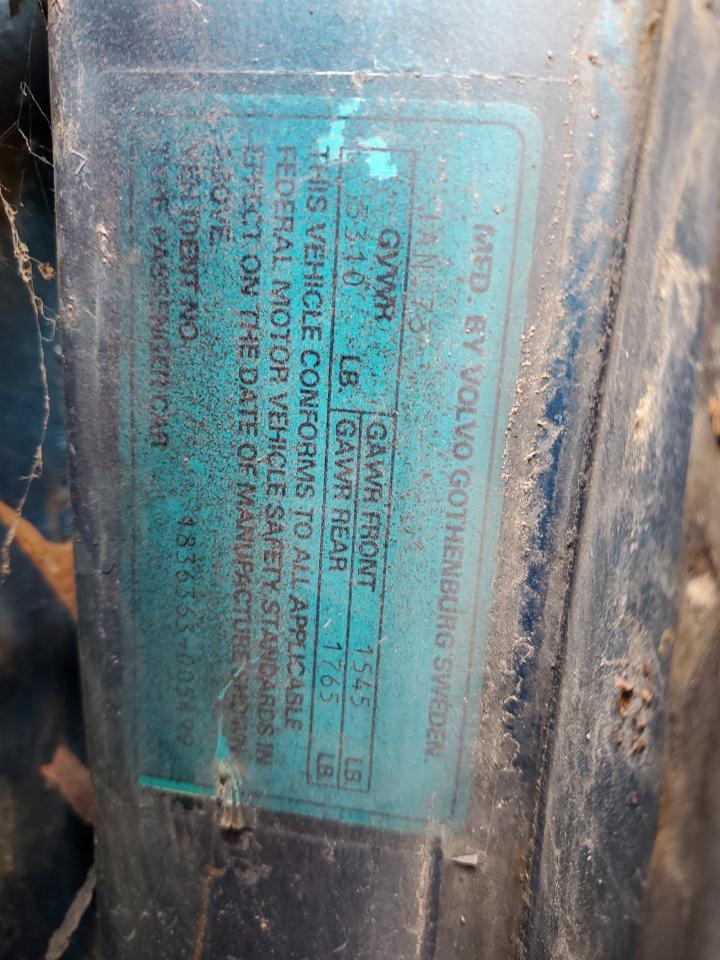 MFD. BY VOLVO GOTHENBURG SWEDEN.
JAN 73
GVWR GAWR FRONT 1545 LB
3310 LB GAWR REAR 1765 LB
THIS VEHICLE CONFORMS TO ALL APPLICABLE
FEDERAL MOTOR VEHICLE SAFETY STANDARDS IN
EFFECT ON THE DATE OF MANUFACTURE SHOWN
ABOVE.
VEH IDENT NO
TYPE PASSENGER CAR